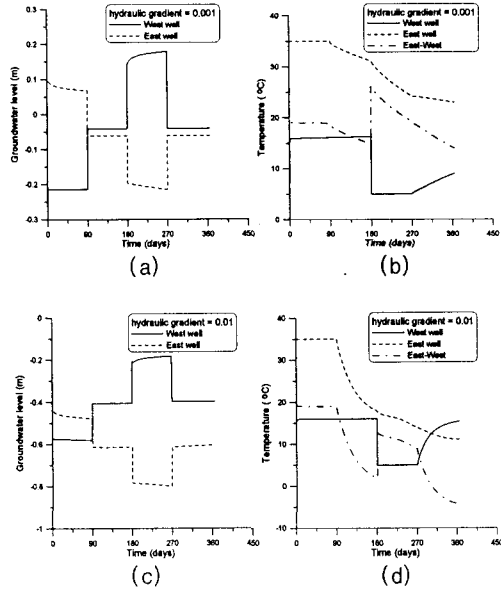 hydraulic gradient = 0.001
West well
East well
Groundwater level (m)
0.3
0.2
0.1
0
-0.1
-0.2
-0.3
0 90 180 270 360 450
Time (days)
(a)
hydraulic gradient = 0.001
West well
East well
East-West
Temperature (°C)
40
30
20
10
0
0 90 180 270 360 450
Time (days)
(b)
hydraulic gradient = 0.01
West well
East well
Groundwater level (m)
0
-0.2
-0.4
-0.6
-0.8
-1
0 90 180 270 360 450
Time (days)
(c)
hydraulic gradient = 0.01
West well
East well
East-West
Temperature (°C)
40
30
20
10
0
-10
0 90 180 270 360 450
Time (days)
(d)